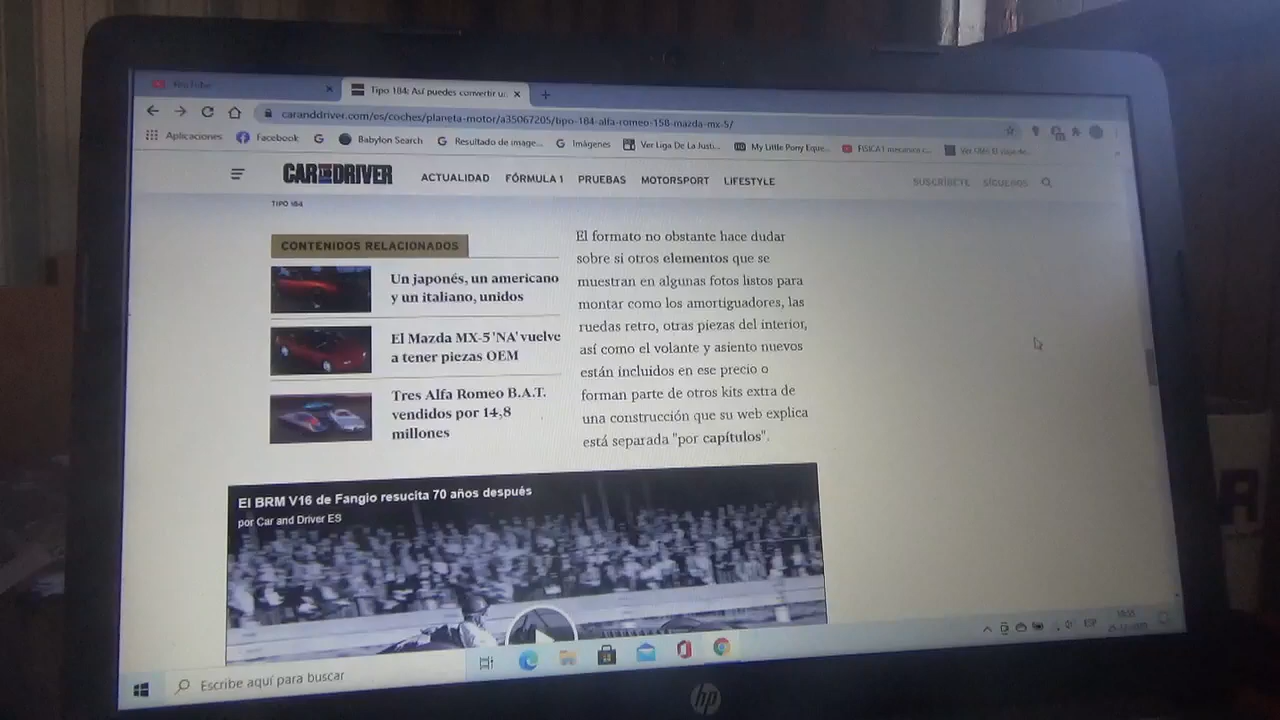 YouTube
Tipo 184: Así puedes convertir u
caranddriver.com/es/coches/planeta-motor/a35067205/tipo-184-alfa-romeo-158-mazda-mx-5/
Aplicaciones Facebook Babylon Search Resultado de image... Imágenes Ver Liga De La Justi... My Little Pony Eque... FISICA1
CAR AND DRIVER ACTUALIDAD FÓRMULA 1 PRUEBAS MOTORSPORT LIFESTYLE SUSCRÍBETE SÍGUENOS
TIPO 184
CONTENIDOS RELACIONADOS
Un japonés, un americano
y un italiano, unidos
El Mazda MX-5 'NA' vuelve
a tener piezas OEM
Tres Alfa Romeo B.A.T.
vendidos por 14,8
millones
El formato no obstante hace dudar
sobre si otros elementos que se
muestran en algunas fotos listos para
montar como los amortiguadores, las
ruedas retro, otras piezas del interior,
así como el volante y asiento nuevos
están incluidos en ese precio o
forman parte de otros kits extra de
una construcción que su web explica
está separada "por capítulos".
El BRM V16 de Fangio resucita 70 años después
por Car and Driver ES
Escribe aquí para buscar
ESP
hp